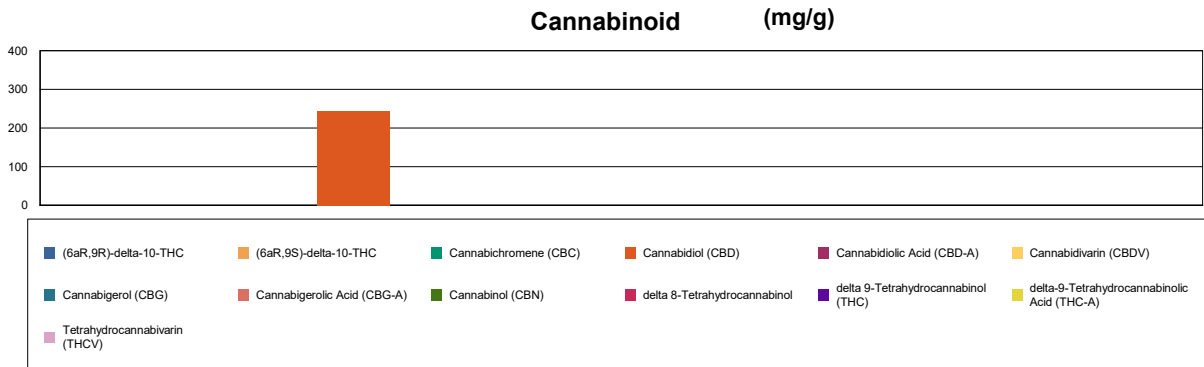 Cannabinoid (mg/g)
400
300
200
100
0
(6aR,9R)-delta-10-THC
(6aR,9S)-delta-10-THC
Cannabichromene (CBC)
Cannabidiol (CBD)
Cannabidiolic Acid (CBD-A)
Cannabidivarin (CBDV)
Cannabigerol (CBG)
Cannabigerolic Acid (CBG-A)
Cannabinol (CBN)
delta 8-Tetrahydrocannabinol
delta 9-Tetrahydrocannabinol
(THC)
delta-9-Tetrahydrocannabinolic
Acid (THC-A)
Tetrahydrocannabivarin
(THCV)